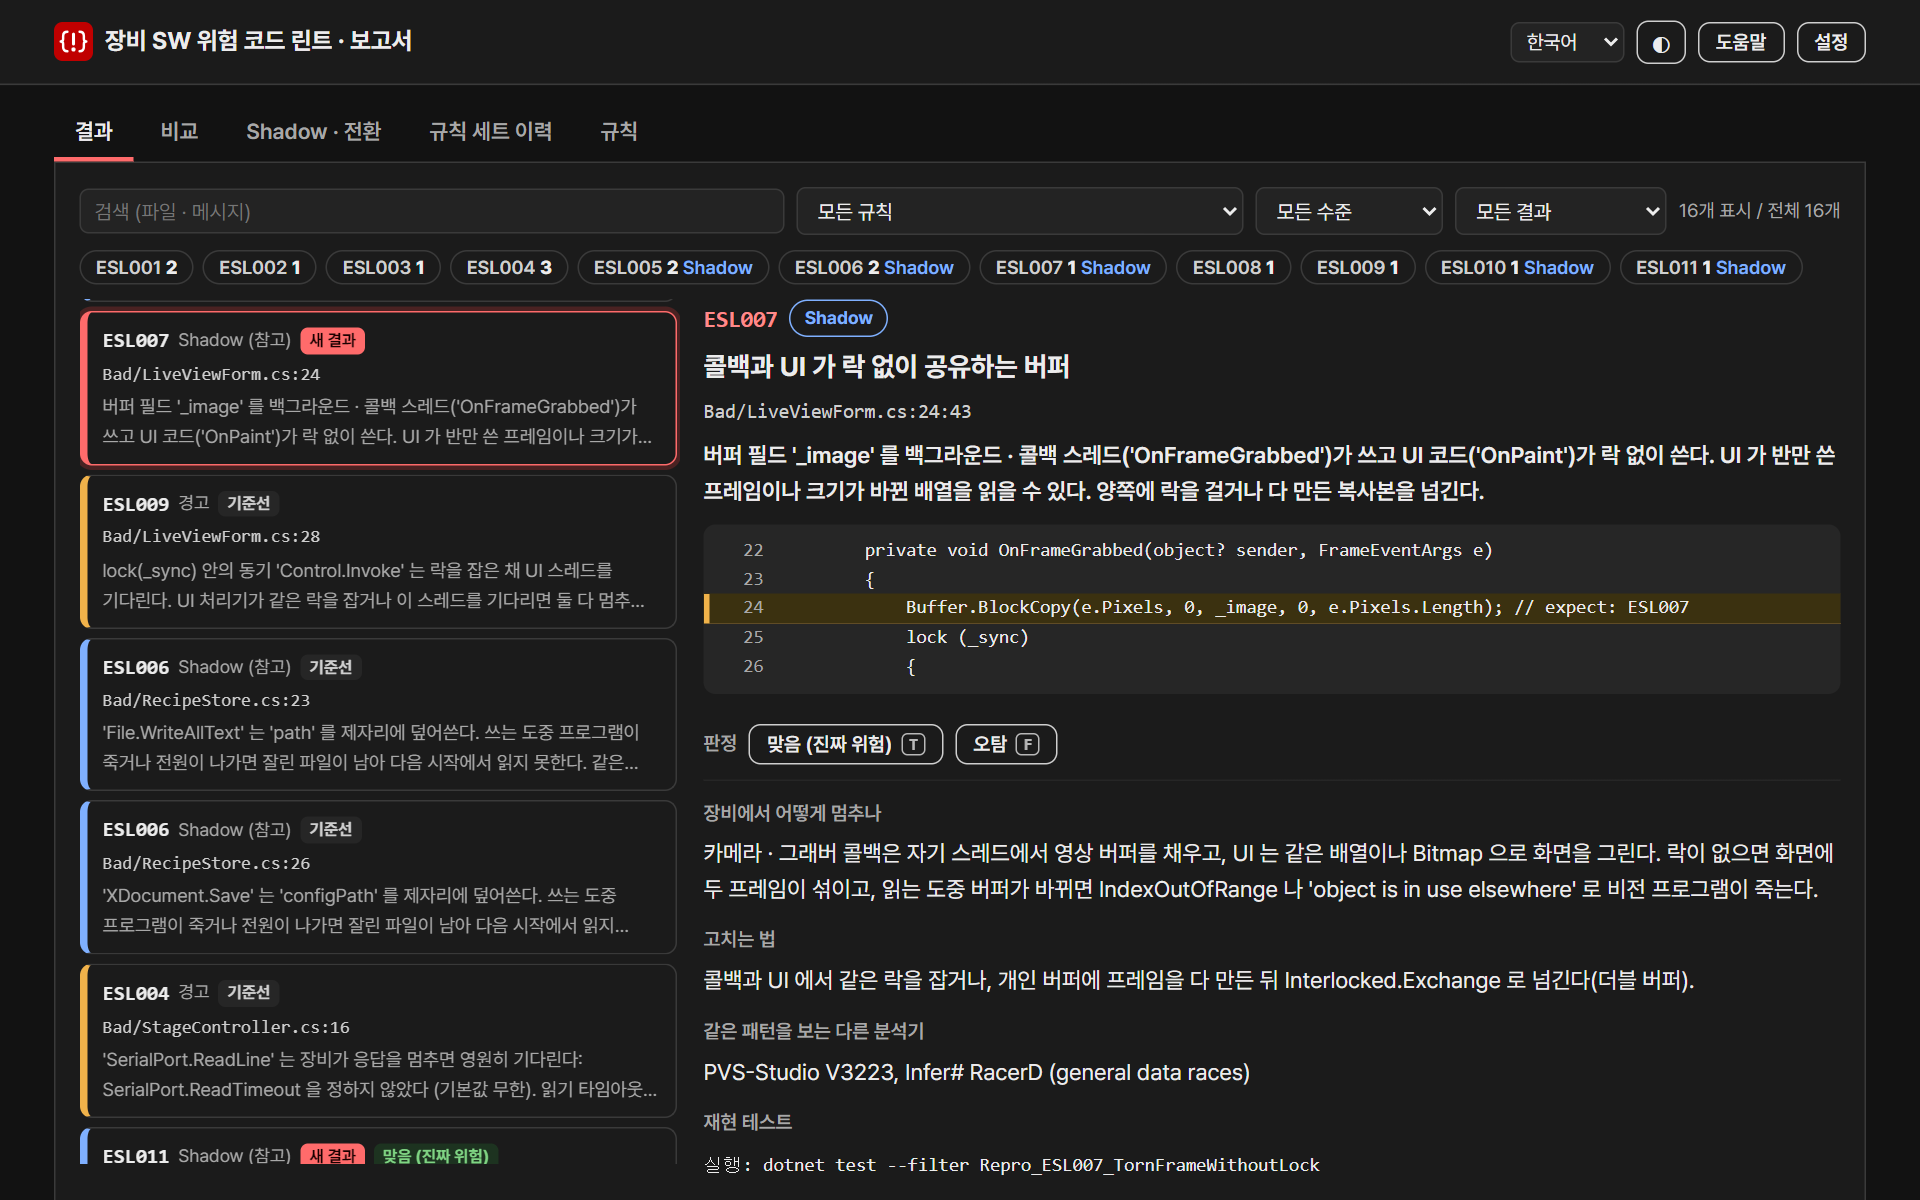 {!} 장비 SW 위험 코드 린트 · 보고서
한국어
도움말
설정
결과
비교
Shadow · 전환
규칙 세트 이력
규칙
검색 (파일 · 메시지)
모든 규칙
모든 수준
모든 결과
16개 표시 / 전체 16개
ESL001 2
ESL002 1
ESL003 1
ESL004 3
ESL005 2 Shadow
ESL006 2 Shadow
ESL007 1 Shadow
ESL008 1
ESL009 1
ESL010 1 Shadow
ESL011 1 Shadow
ESL007 Shadow (참고) 새 결과
Bad/LiveViewForm.cs:24
버퍼 필드 '_image' 를 백그라운드 · 콜백 스레드('OnFrameGrabbed')가
쓰고 UI 코드('OnPaint')가 락 없이 쓴다. UI 가 반만 쓴 프레임이나 크기가...
ESL009 경고 기준선
Bad/LiveViewForm.cs:28
lock(_sync) 안의 동기 'Control.Invoke' 는 락을 잡은 채 UI 스레드를
기다린다. UI 처리기가 같은 락을 잡거나 이 스레드를 기다리면 둘 다 멈추...
ESL006 Shadow (참고) 기준선
Bad/RecipeStore.cs:23
'File.WriteAllText' 는 'path' 를 제자리에 덮어쓴다. 쓰는 도중 프로그램이
죽거나 전원이 나가면 잘린 파일이 남아 다음 시작에서 읽지 못한다. 같은...
ESL006 Shadow (참고) 기준선
Bad/RecipeStore.cs:26
'XDocument.Save' 는 'configPath' 를 제자리에 덮어쓴다. 쓰는 도중
프로그램이 죽거나 전원이 나가면 잘린 파일이 남아 다음 시작에서 읽지...
ESL004 경고 기준선
Bad/StageController.cs:16
'SerialPort.ReadLine' 는 장비가 응답을 멈추면 영원히 기다린다:
SerialPort.ReadTimeout 을 정하지 않았다 (기본값 무한). 읽기 타임아웃...
ESL011 Shadow (참고) 새 결과 맞음 (진짜 위험)
ESL007 Shadow
콜백과 UI 가 락 없이 공유하는 버퍼
Bad/LiveViewForm.cs:24:43
버퍼 필드 '_image' 를 백그라운드 · 콜백 스레드('OnFrameGrabbed')가 쓰고 UI 코드('OnPaint')가 락 없이 쓴다. UI 가 반만 쓴
프레임이나 크기가 바뀐 배열을 읽을 수 있다. 양쪽에 락을 걸거나 다 만든 복사본을 넘긴다.
22 private void OnFrameGrabbed(object? sender, FrameEventArgs e)
23 {
24 Buffer.BlockCopy(e.Pixels, 0, _image, 0, e.Pixels.Length); // expect: ESL007
25 lock (_sync)
26 {
판정 맞음 (진짜 위험) T 오탐 F
장비에서 어떻게 멈추나
카메라 · 그래버 콜백은 자기 스레드에서 영상 버퍼를 채우고, UI 는 같은 배열이나 Bitmap 으로 화면을 그린다. 락이 없으면 화면에
두 프레임이 섞이고, 읽는 도중 버퍼가 바뀌면 IndexOutOfRange 나 'object is in use elsewhere' 로 비전 프로그램이 죽는다.
고치는 법
콜백과 UI 에서 같은 락을 잡거나, 개인 버퍼에 프레임을 다 만든 뒤 Interlocked.Exchange 로 넘긴다(더블 버퍼).
같은 패턴을 보는 다른 분석기
PVS-Studio V3223, Infer# RacerD (general data races)
재현 테스트
실행: dotnet test --filter Repro_ESL007_TornFrameWithoutLock